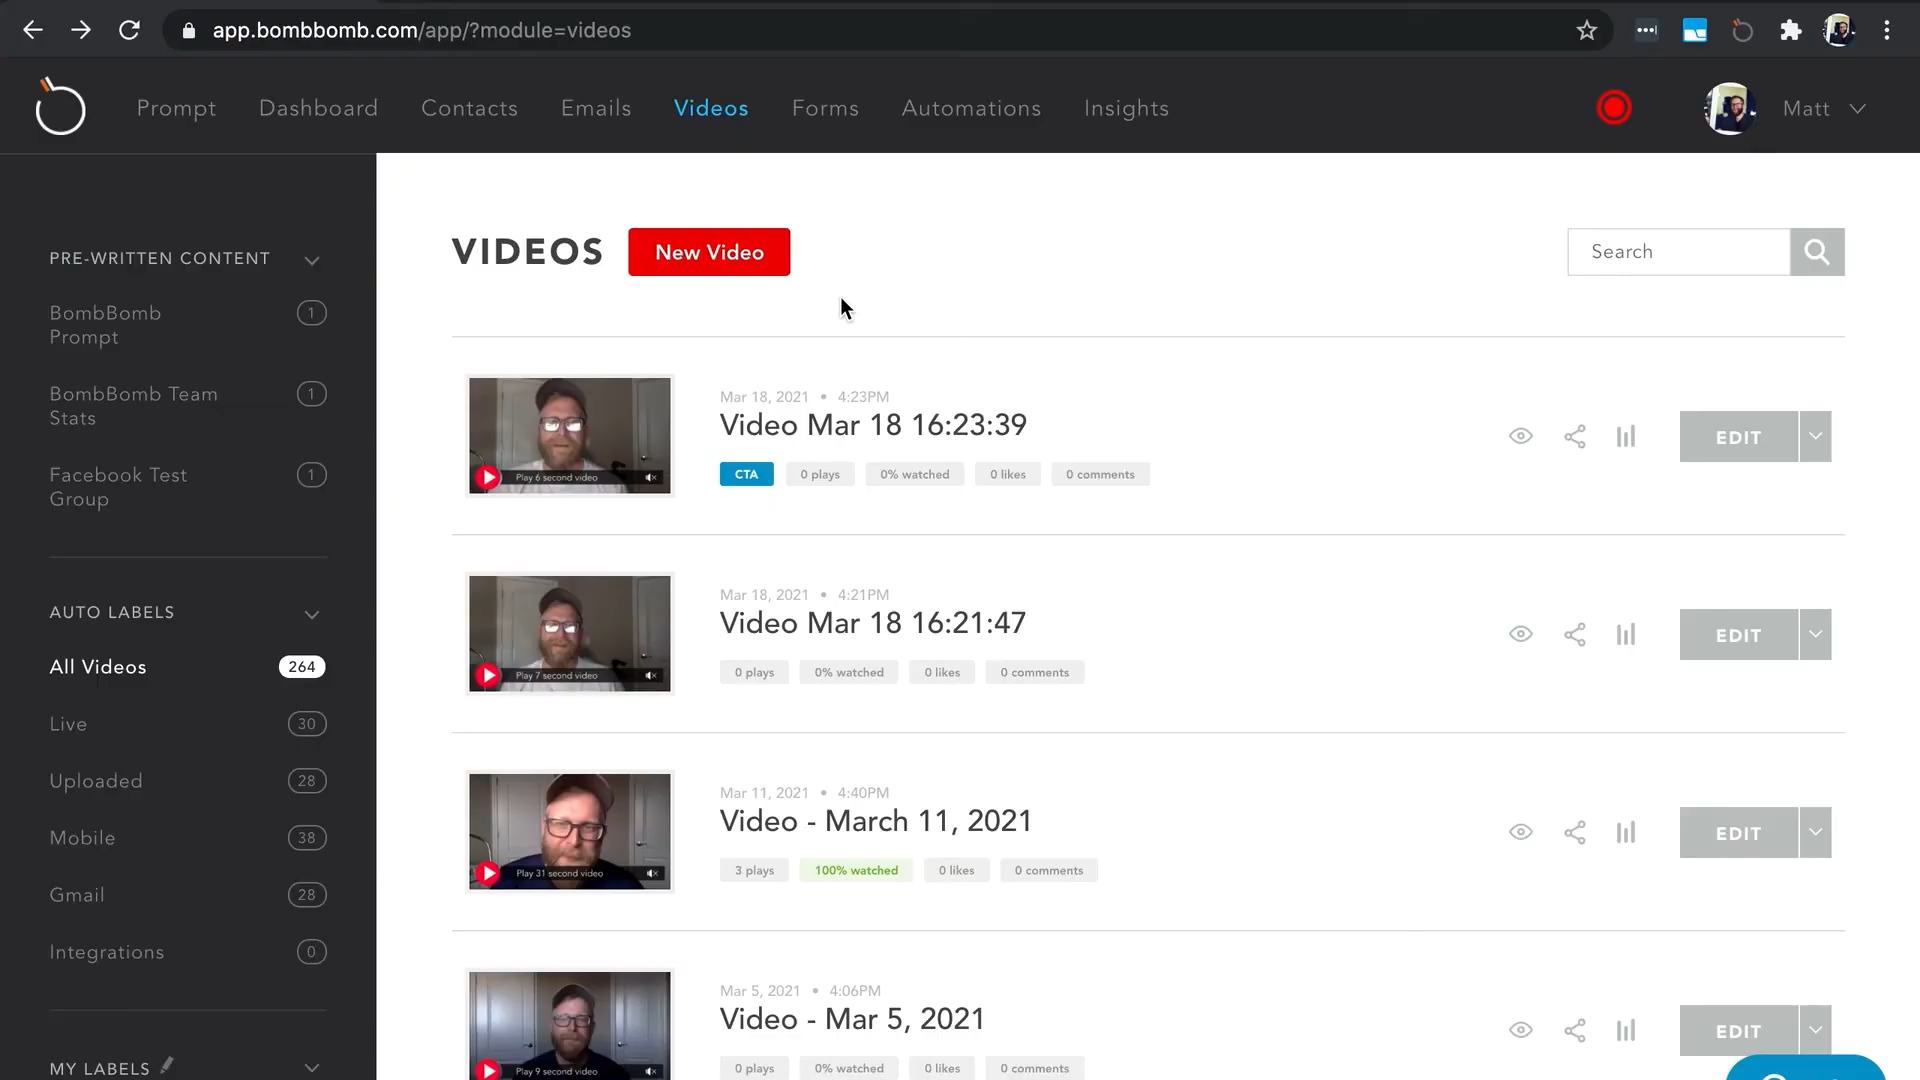 app.bombbomb.com/app/?module=videos
Prompt Dashboard Contacts Emails Videos Forms Automations Insights Matt
PRE-WRITTEN CONTENT
BombBomb Prompt 1
BombBomb Team Stats 1
Facebook Test Group 1
AUTO LABELS
All Videos 264
Live 30
Uploaded 28
Mobile 38
Gmail 28
Integrations 0
MY LABELS
VIDEOS New Video Search
Play 6 second video
Mar 18, 2021 • 4:23PM
Video Mar 18 16:23:39
CTA 0 plays 0% watched 0 likes 0 comments
EDIT
Play 7 second video
Mar 18, 2021 • 4:21PM
Video Mar 18 16:21:47
0 plays 0% watched 0 likes 0 comments
EDIT
Play 31 second video
Mar 11, 2021 • 4:40PM
Video - March 11, 2021
3 plays 100% watched 0 likes 0 comments
EDIT
Play 9 second video
Mar 5, 2021 • 4:06PM
Video - Mar 5, 2021
0 plays 0% watched 0 likes 0 comments
EDIT